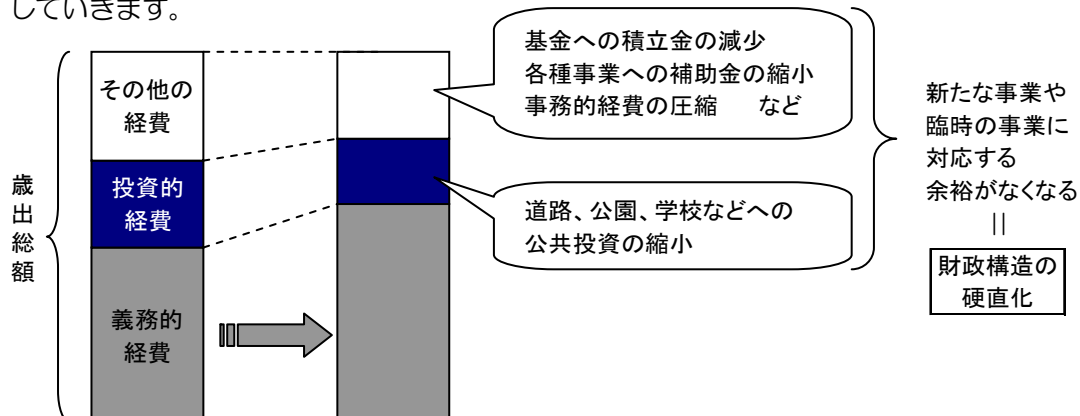 していきます。
基金への積立金の減少
各種事業への補助金の縮小
事務的経費の圧縮　など
その他の
経費
新たな事業や
臨時の事業に
対応する
余裕がなくなる
||
財政構造の
硬直化
歳出総額
投資的
経費
道路、公園、学校などへの
公共投資の縮小
義務的
経費